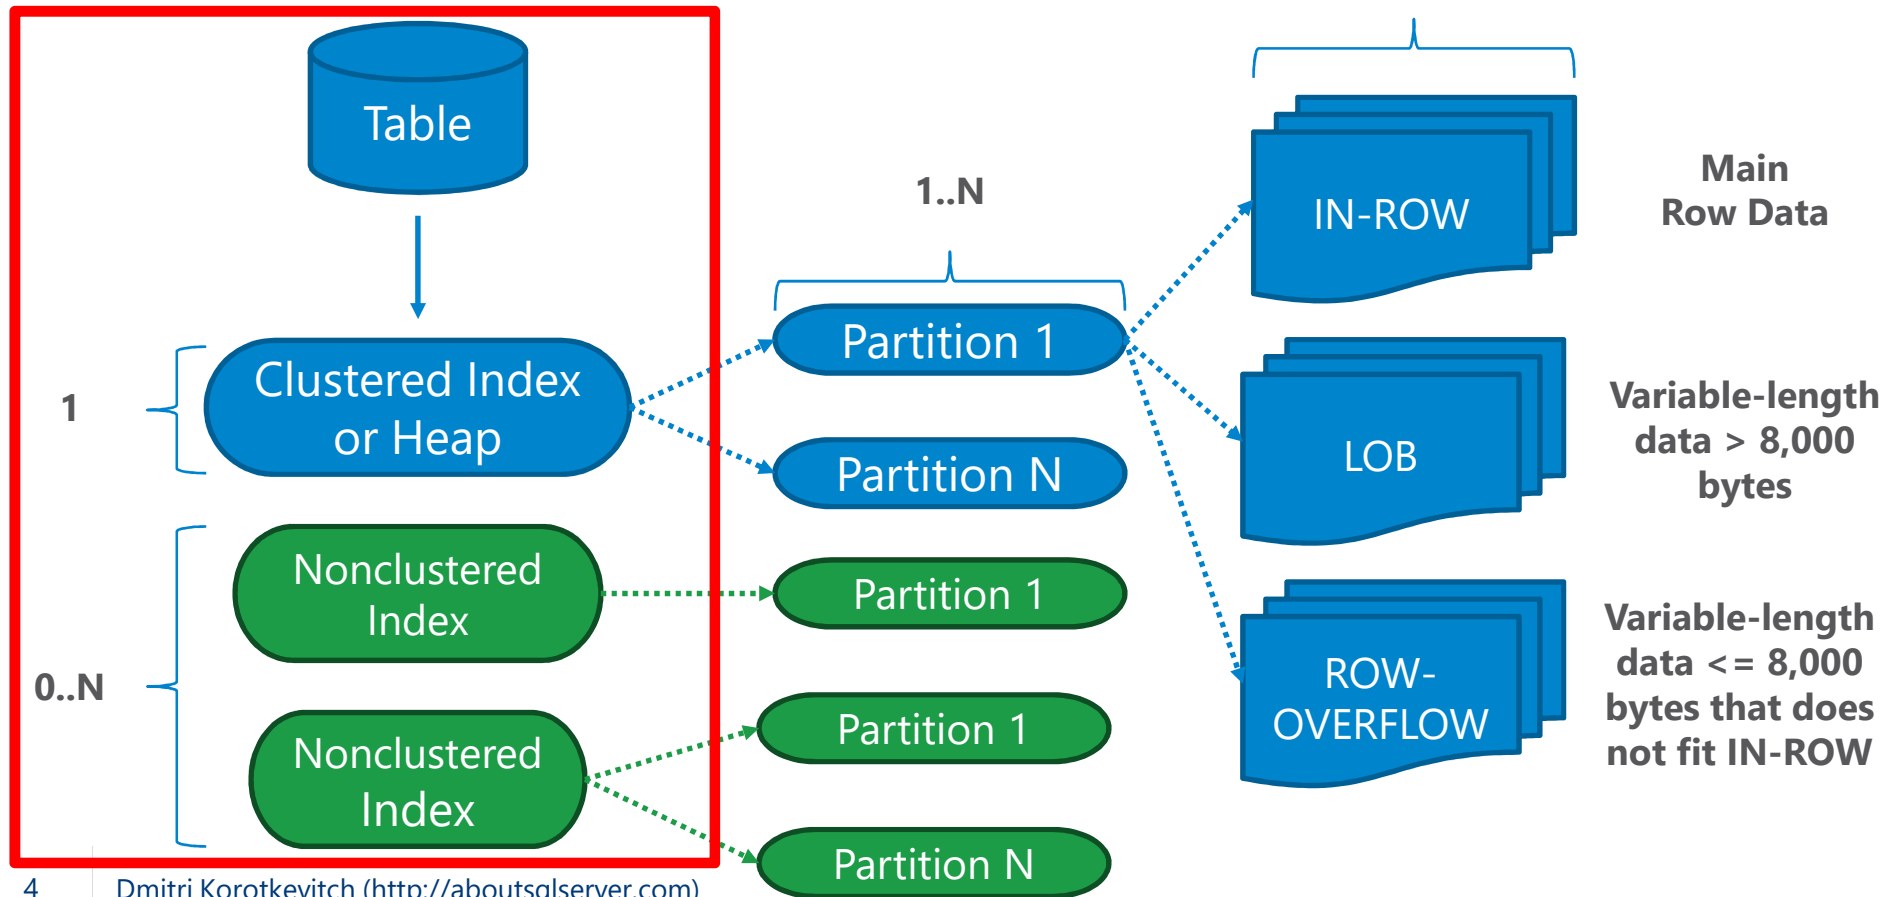 Table
1
Clustered Index
or Heap
0..N
Nonclustered
Index
Nonclustered
Index
1..N
Partition 1
Partition N
Partition 1
Partition 1
Partition N
IN-ROW
Main
Row Data
LOB
Variable-length
data > 8,000
bytes
ROW-
OVERFLOW
Variable-length
data <= 8,000
bytes that does
not fit IN-ROW
4
Dmitri Korotkevitch (http://aboutsqlserver.com)